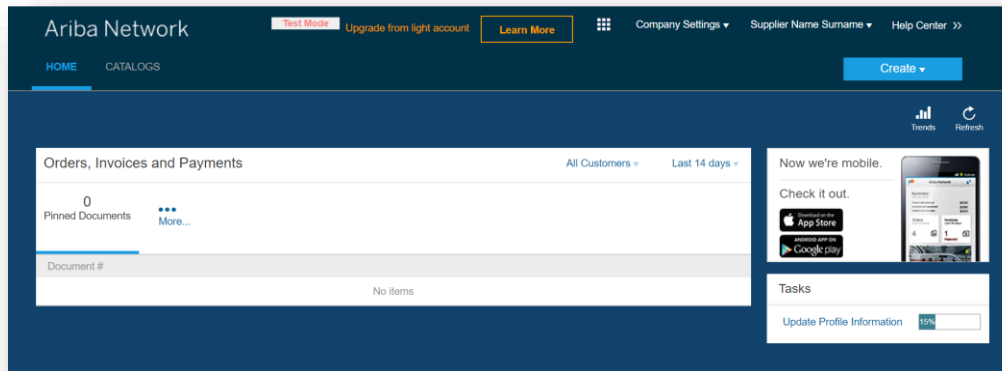 Ariba Network
Test Mode
Upgrade from light account
Learn More
Company Settings
Supplier Name Surname
Help Center >>
HOME
CATALOGS
Create
Trends
Refresh
Orders, Invoices and Payments
All Customers
Last 14 days
0
Pinned Documents
More...
Document #
No items
Now we're mobile.
Check it out.
Download on the
App Store
ANDROID APP ON
Google play
Tasks
Update Profile Information
15%